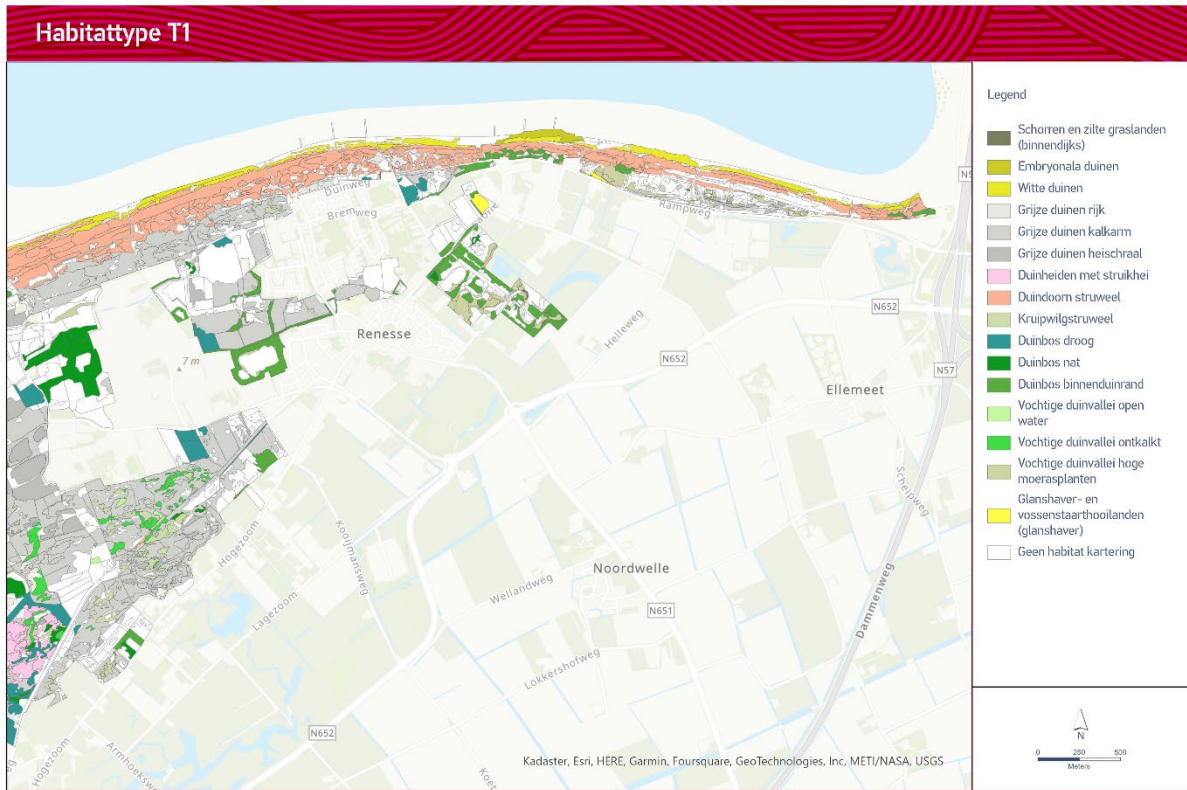 Habitattype T1
Legend
Schorren en zilte graslanden
(binnendijks)
Embryonala duinen
Witte duinen
Grijze duinen rijk
Grijze duinen kalkarm
Grijze duinen heischraal
Duinheiden met struikhei
Duindoorn struweel
Kruipwilgstruweel
Duinbos droog
Duinbos nat
Duinbos binnenduinrand
Vochtige duinvallei open
water
Vochtige duinvallei ontkalkt
Vochtige duinvallei hoge
moerasplanten
Glanshaver- en
vossenstaarthooilanden
(glanshaver)
Geen habitat kartering
N
0 250 500
Meters
Duinweg
Bremweg
Rampweg
N652
Renesse
Helleweg
N652
7 m
N57
Ellemeet
Schelpweg
Hogezoom
Kooijmansweg
Noordwelle
Wellandweg
N651
Lagezoom
Dammenweg
Lokkershofweg
N652
Hogezoom
Armhoeksew
Koet
Kadaster, Esri, HERE, Garmin, Foursquare, GeoTechnologies, Inc, METI/NASA, USGS